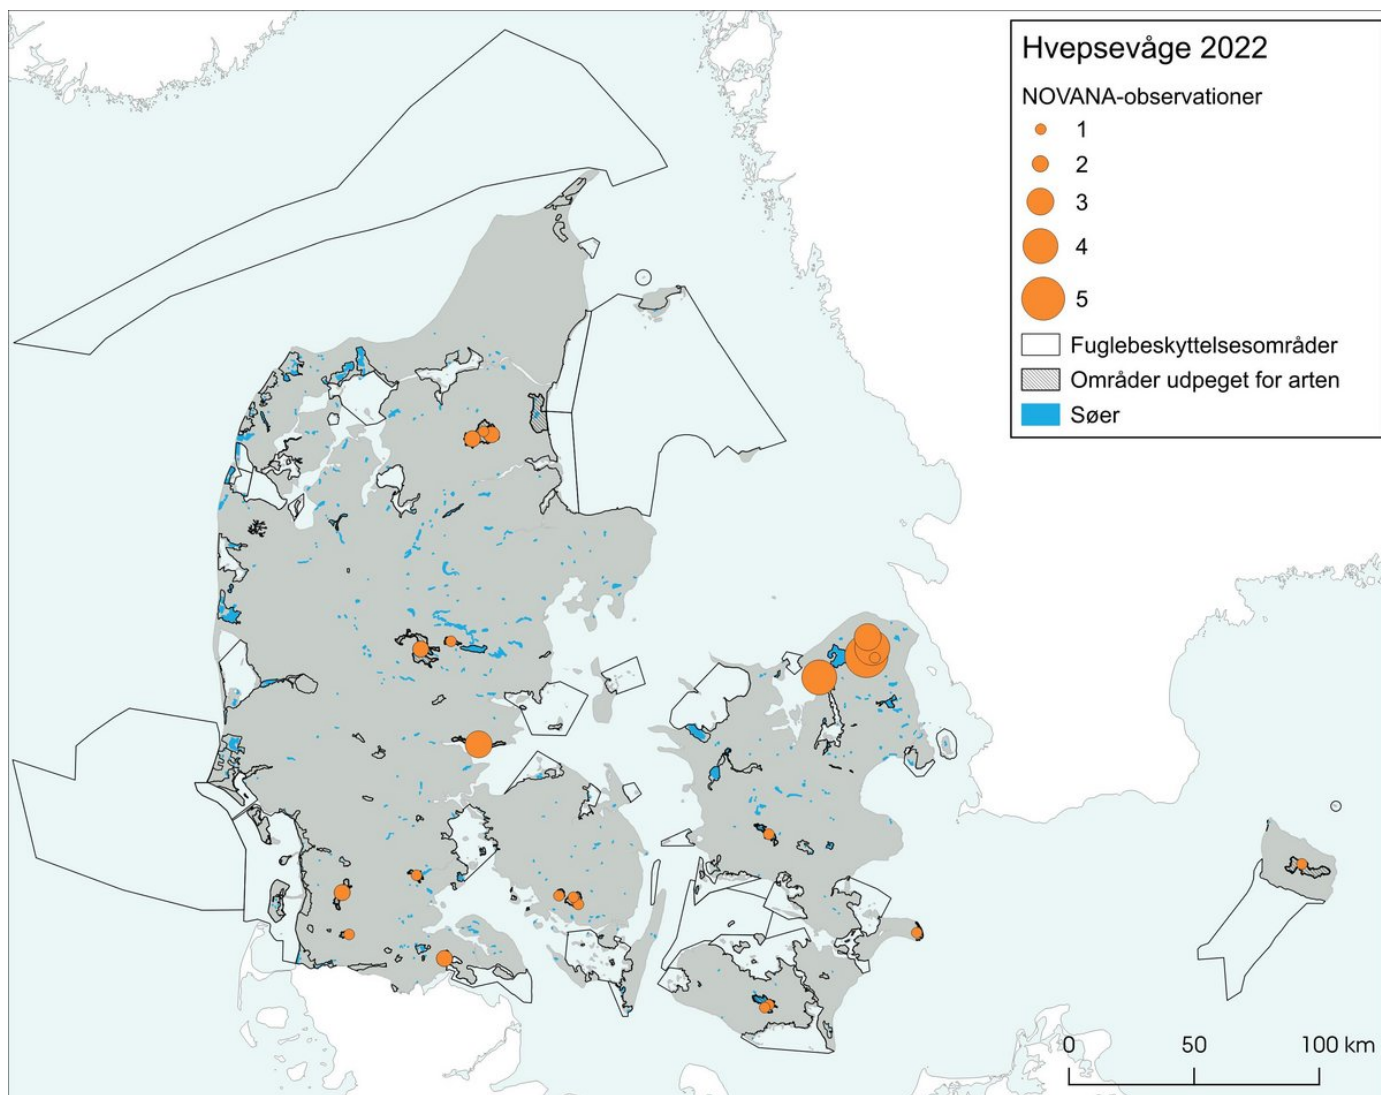 Hvepsevåge 2022
NOVANA-observationer
1
2
3
4
5
Fuglebeskyttelsesområder
Områder udpeget for arten
Søer
0 50 100 km